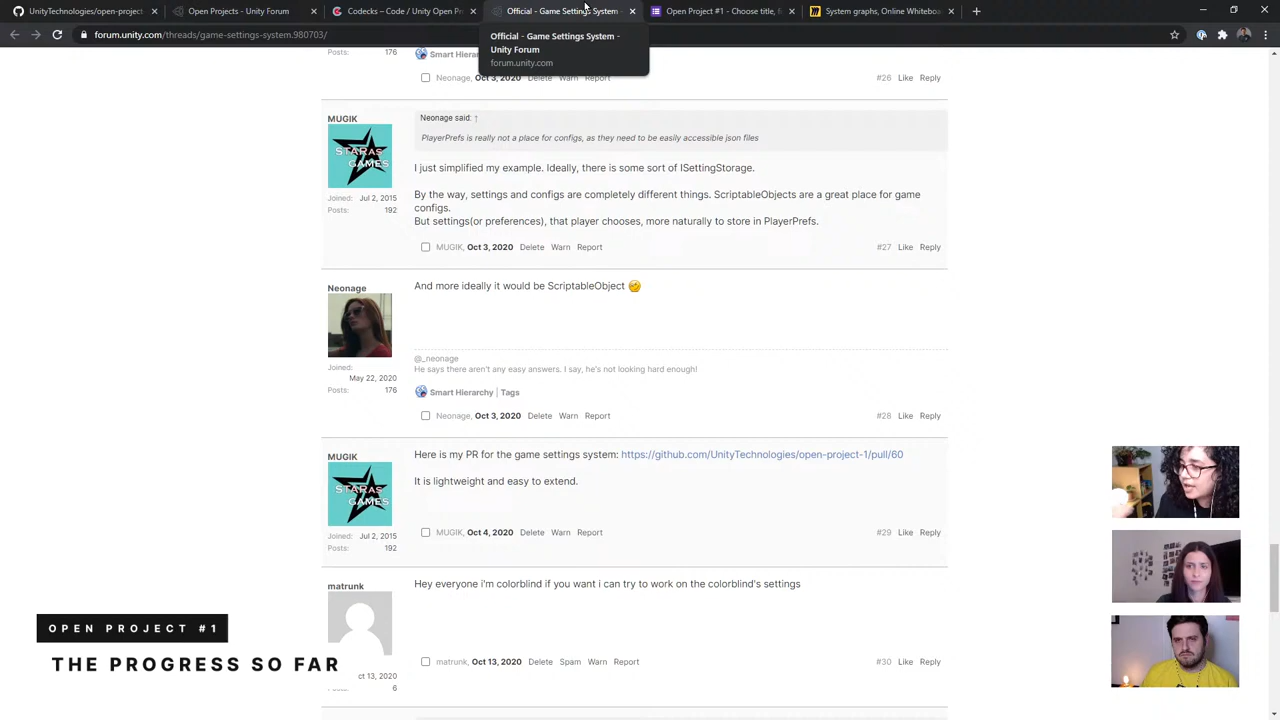 UnityTechnologies/open-project
Open Projects - Unity Forum
Codecks – Code / Unity Open P
Official - Game Settings System -
Open Project #1 - Choose the
System graphs, Online Whiteboa
forum.unity.com/threads/game-settings-system.980703/
Official - Game Settings System -
Unity Forum
forum.unity.com
Posts: 176
Smart Hierar
Neonage, Oct 3, 2020 Delete Warn Report #26 Like Reply
MUGIK
STARas
GAMES
Joined: Jul 2, 2015
Posts: 192
Neonage said: ↑
PlayerPrefs is really not a place for configs, as they need to be easily accessible json files
I just simplified my example. Ideally, there is some sort of ISettingStorage.
By the way, settings and configs are completely different things. ScriptableObjects are a great place for game
configs.
But settings(or preferences), that player chooses, more naturally to store in PlayerPrefs.
MUGIK, Oct 3, 2020 Delete Warn Report #27 Like Reply
Neonage
Joined:
May 22, 2020
Posts: 176
And more ideally it would be ScriptableObject
@_neonage
He says there aren't any easy answers. I say, he's not looking hard enough!
Smart Hierarchy | Tags
Neonage, Oct 3, 2020 Delete Warn Report #28 Like Reply
MUGIK
STARas
GAMES
Joined: Jul 2, 2015
Posts: 192
Here is my PR for the game settings system: https://github.com/UnityTechnologies/open-project-1/pull/60
It is lightweight and easy to extend.
MUGIK, Oct 4, 2020 Delete Warn Report #29 Like Reply
matrunk
ct 13, 2020
6
Hey everyone i'm colorblind if you want i can try to work on the colorblind's settings
matrunk, Oct 13, 2020 Delete Spam Warn Report #30 Like Reply
OPEN PROJECT #1
THE PROGRESS SO FAR